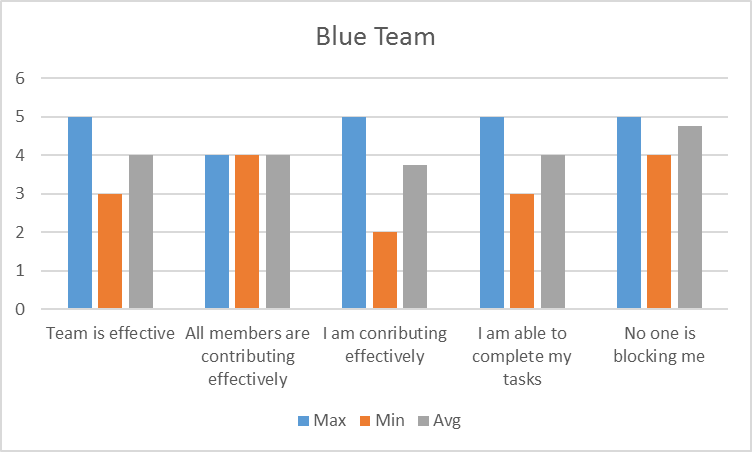 Blue Team
6
5
4
3
2
1
0
Team is effective
All members are
contributing
effectively
I am conributing
effectively
I am able to
complete my
tasks
No one is
blocking me
Max Min Avg